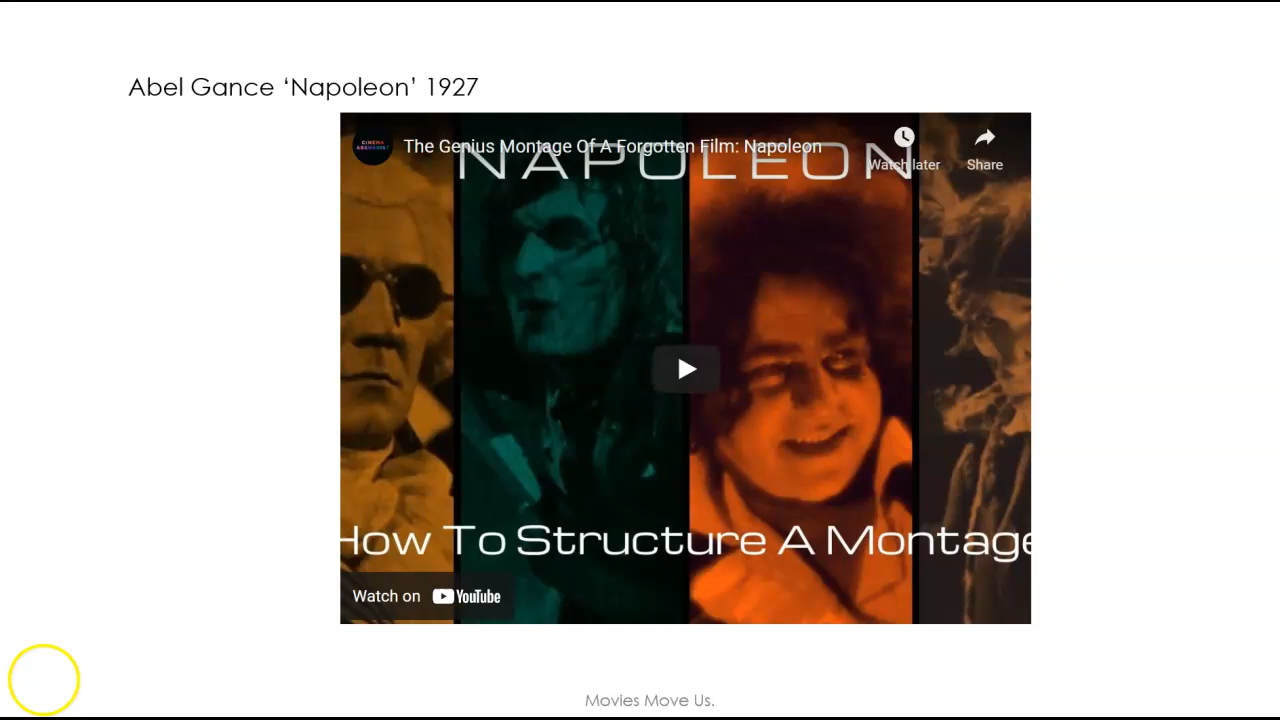 Abel Gance ‘Napoleon’ 1927
CINEMA
The Genius Montage Of A Forgotten Film: Napoleon
Watch later
Share
NAPOLEON
How To Structure A Montage
Watch on YouTube
Movies Move Us.